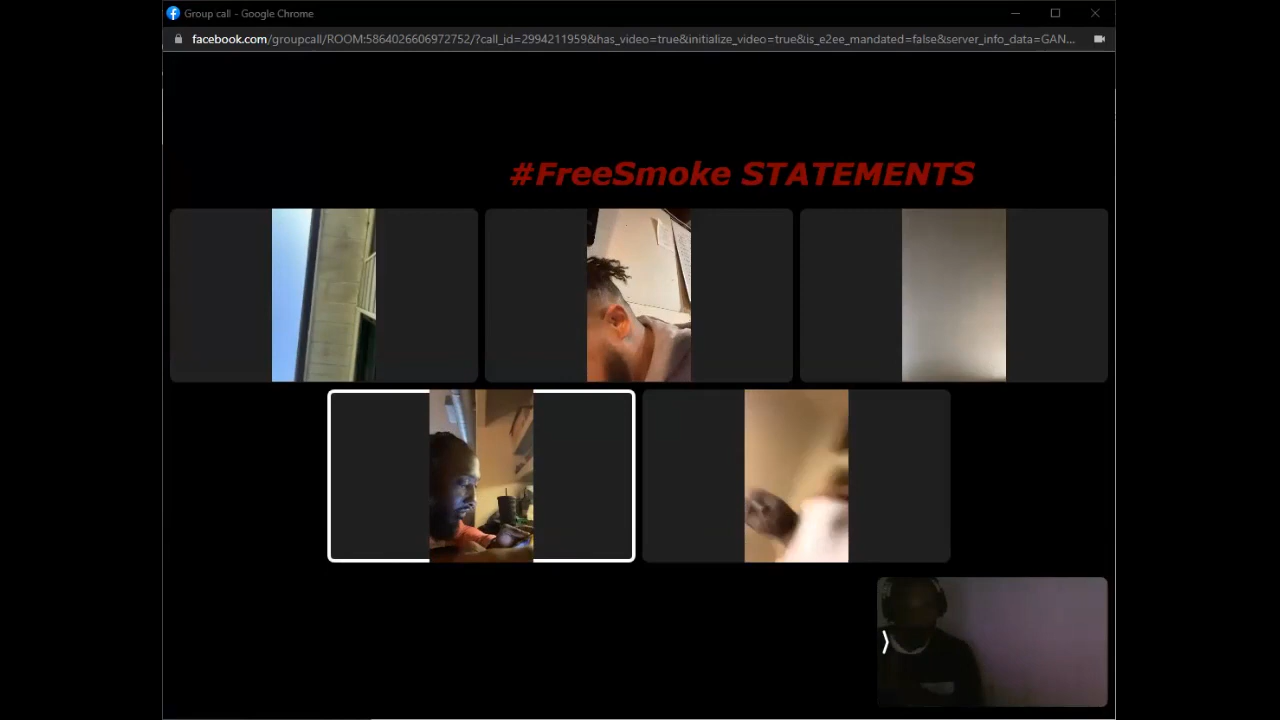 Group call - Google Chrome
facebook.com/groupcall/ROOM:5864026606972752/?call_id=2994211959&has_video=true&initialize_video=true&is_e2ee_mandated=false&server_info_data=GAN...
#FreeSmoke STATEMENTS